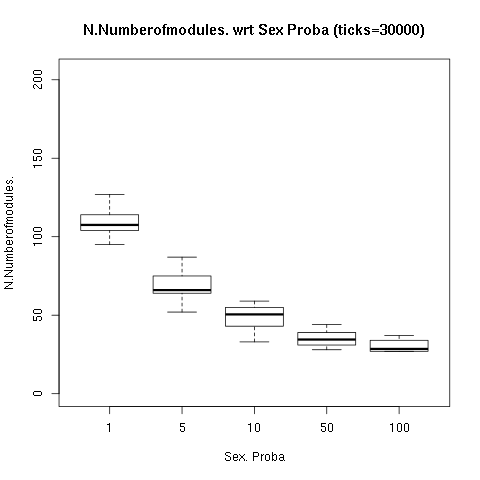 N.Numberofmodules. wrt Sex Proba (ticks=30000)
N.Numberofmodules.
200
150
100
50
0
1 5 10 50 100
Sex. Proba